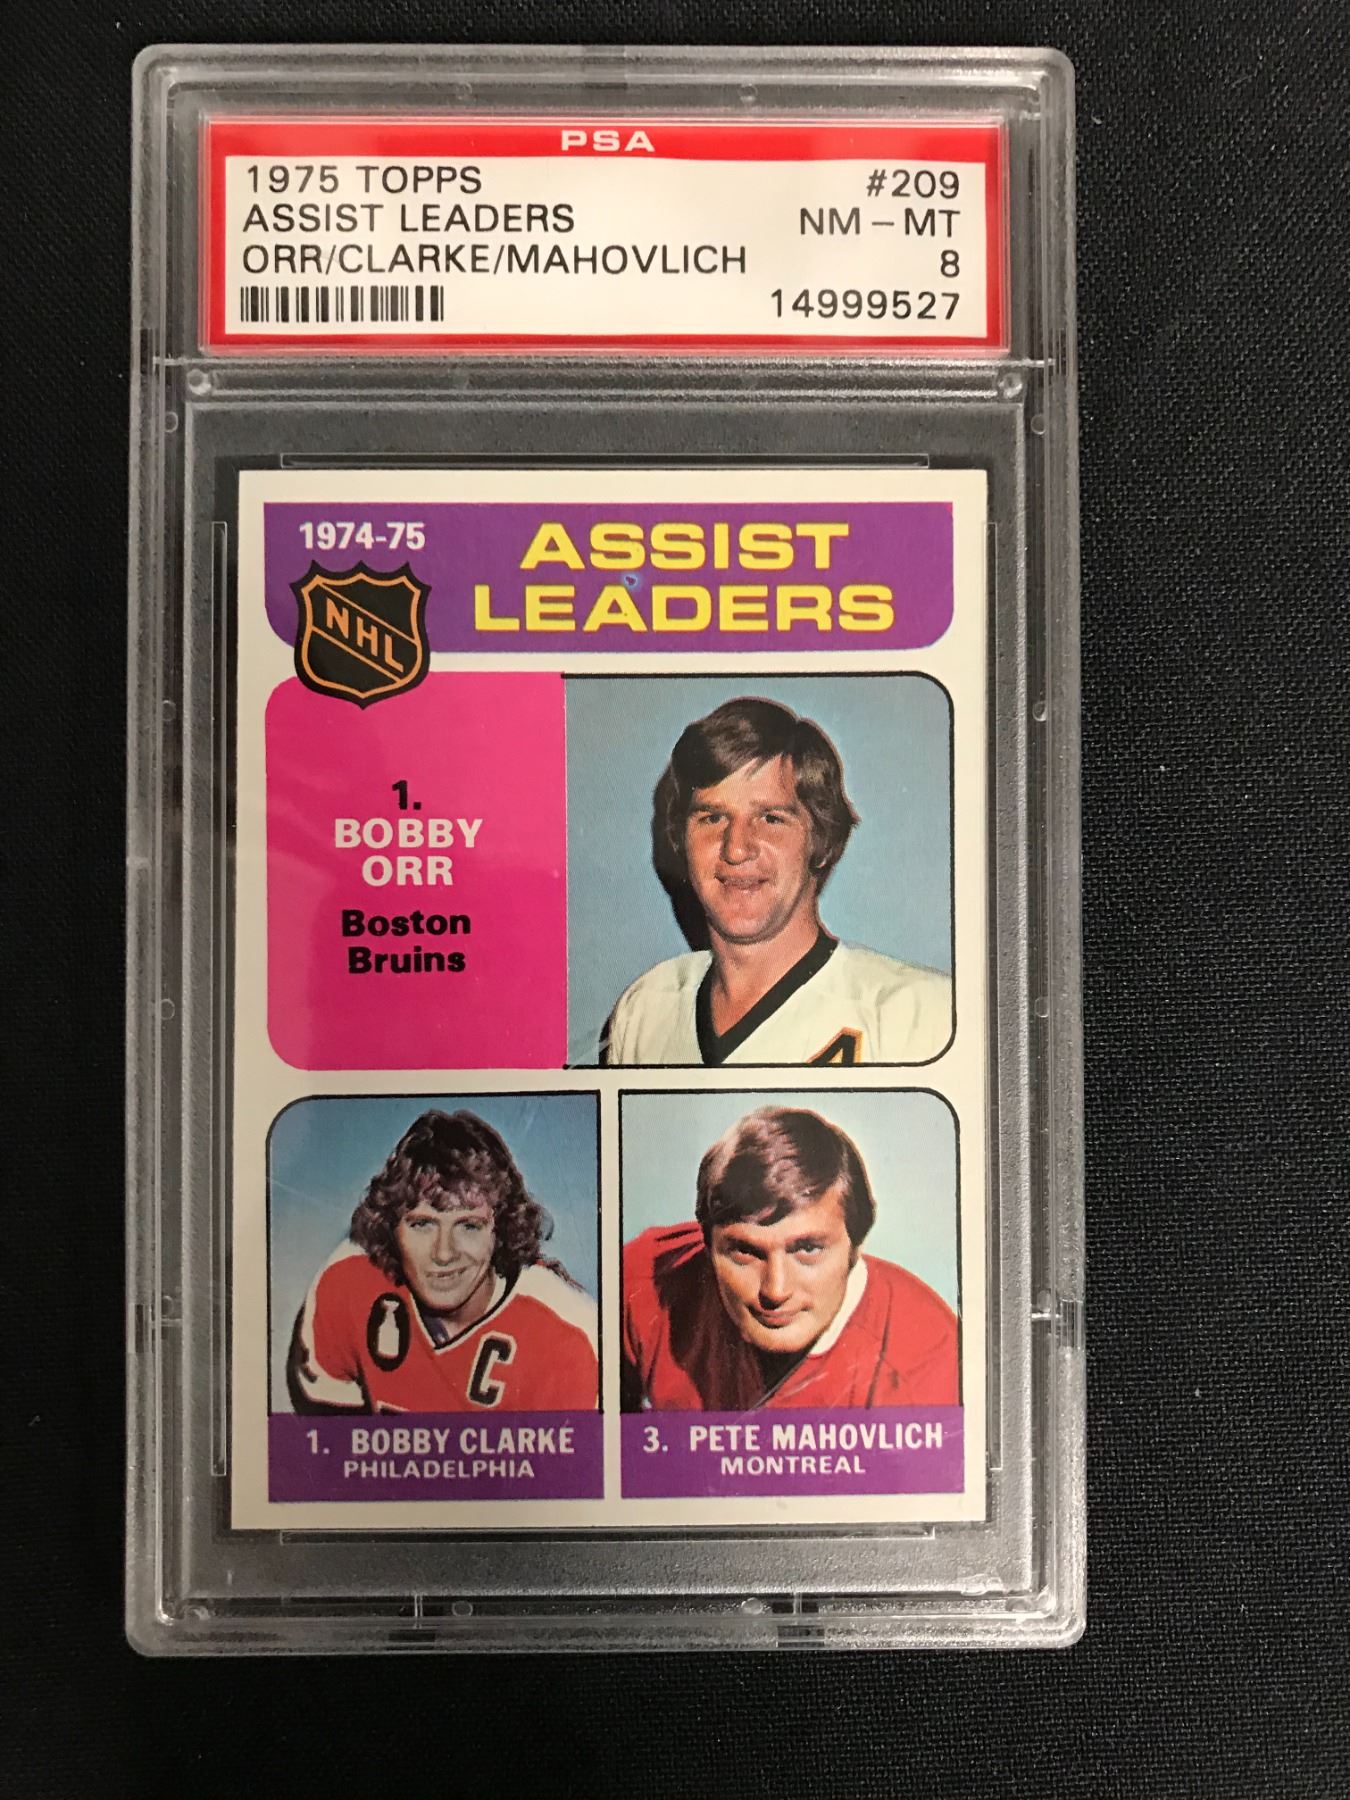 PSA
1975 TOPPS #209
ASSIST LEADERS NM - MT
ORR/CLARKE/MAHOVLICH 8
14999527
1974-75
NHL
ASSIST
LEADERS
1.
BOBBY
ORR
Boston
Bruins
A
C
1. BOBBY CLARKE
PHILADELPHIA
3. PETE MAHOVLICH
MONTREAL